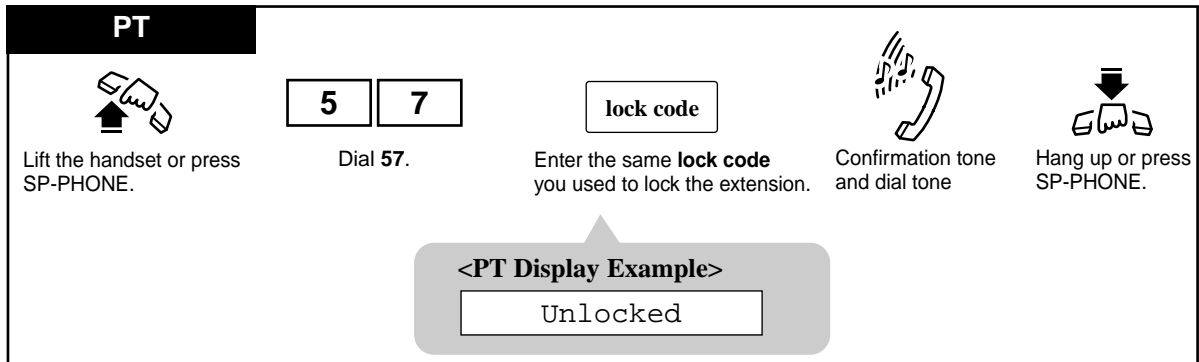 PT
5 7
lock code
Lift the handset or press
SP-PHONE.
Dial 57.
Enter the same lock code
you used to lock the extension.
Confirmation tone
and dial tone
Hang up or press
SP-PHONE.
<PT Display Example>
Unlocked